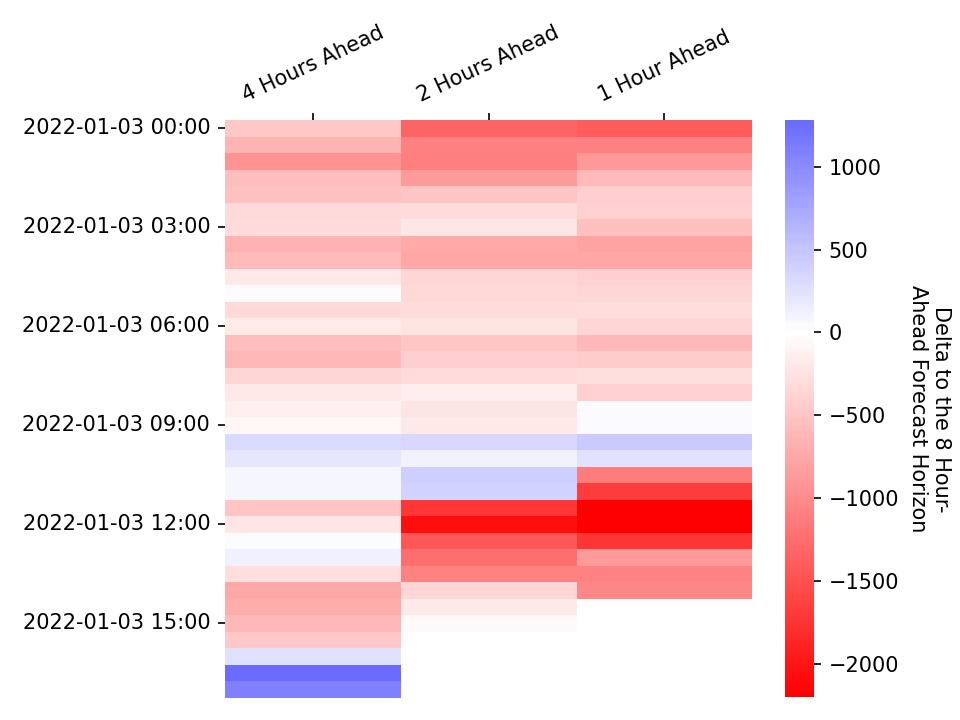 4 Hours Ahead
2 Hours Ahead
1 Hour Ahead
2022-01-03 00:00
2022-01-03 03:00
2022-01-03 06:00
2022-01-03 09:00
2022-01-03 12:00
2022-01-03 15:00
1000
500
0
−500
−1000
−1500
−2000
Delta to the 8 Hour-
Ahead Forecast Horizon